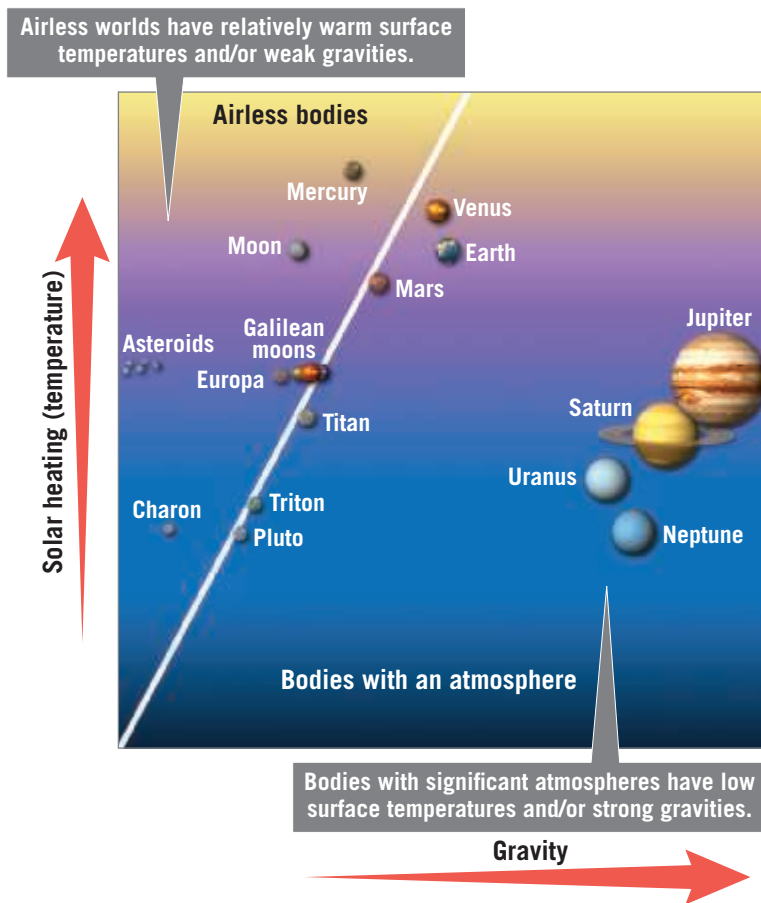 Airless worlds have relatively warm surface
temperatures and/or weak gravities.
Airless bodies
Mercury
Venus
Moon
Earth
Mars
Jupiter
Galilean
moons
Asteroids
Europa
Saturn
Titan
Uranus
Triton
Charon
Pluto
Neptune
Solar heating (temperature)
Bodies with an atmosphere
Bodies with significant atmospheres have low
surface temperatures and/or strong gravities.
Gravity